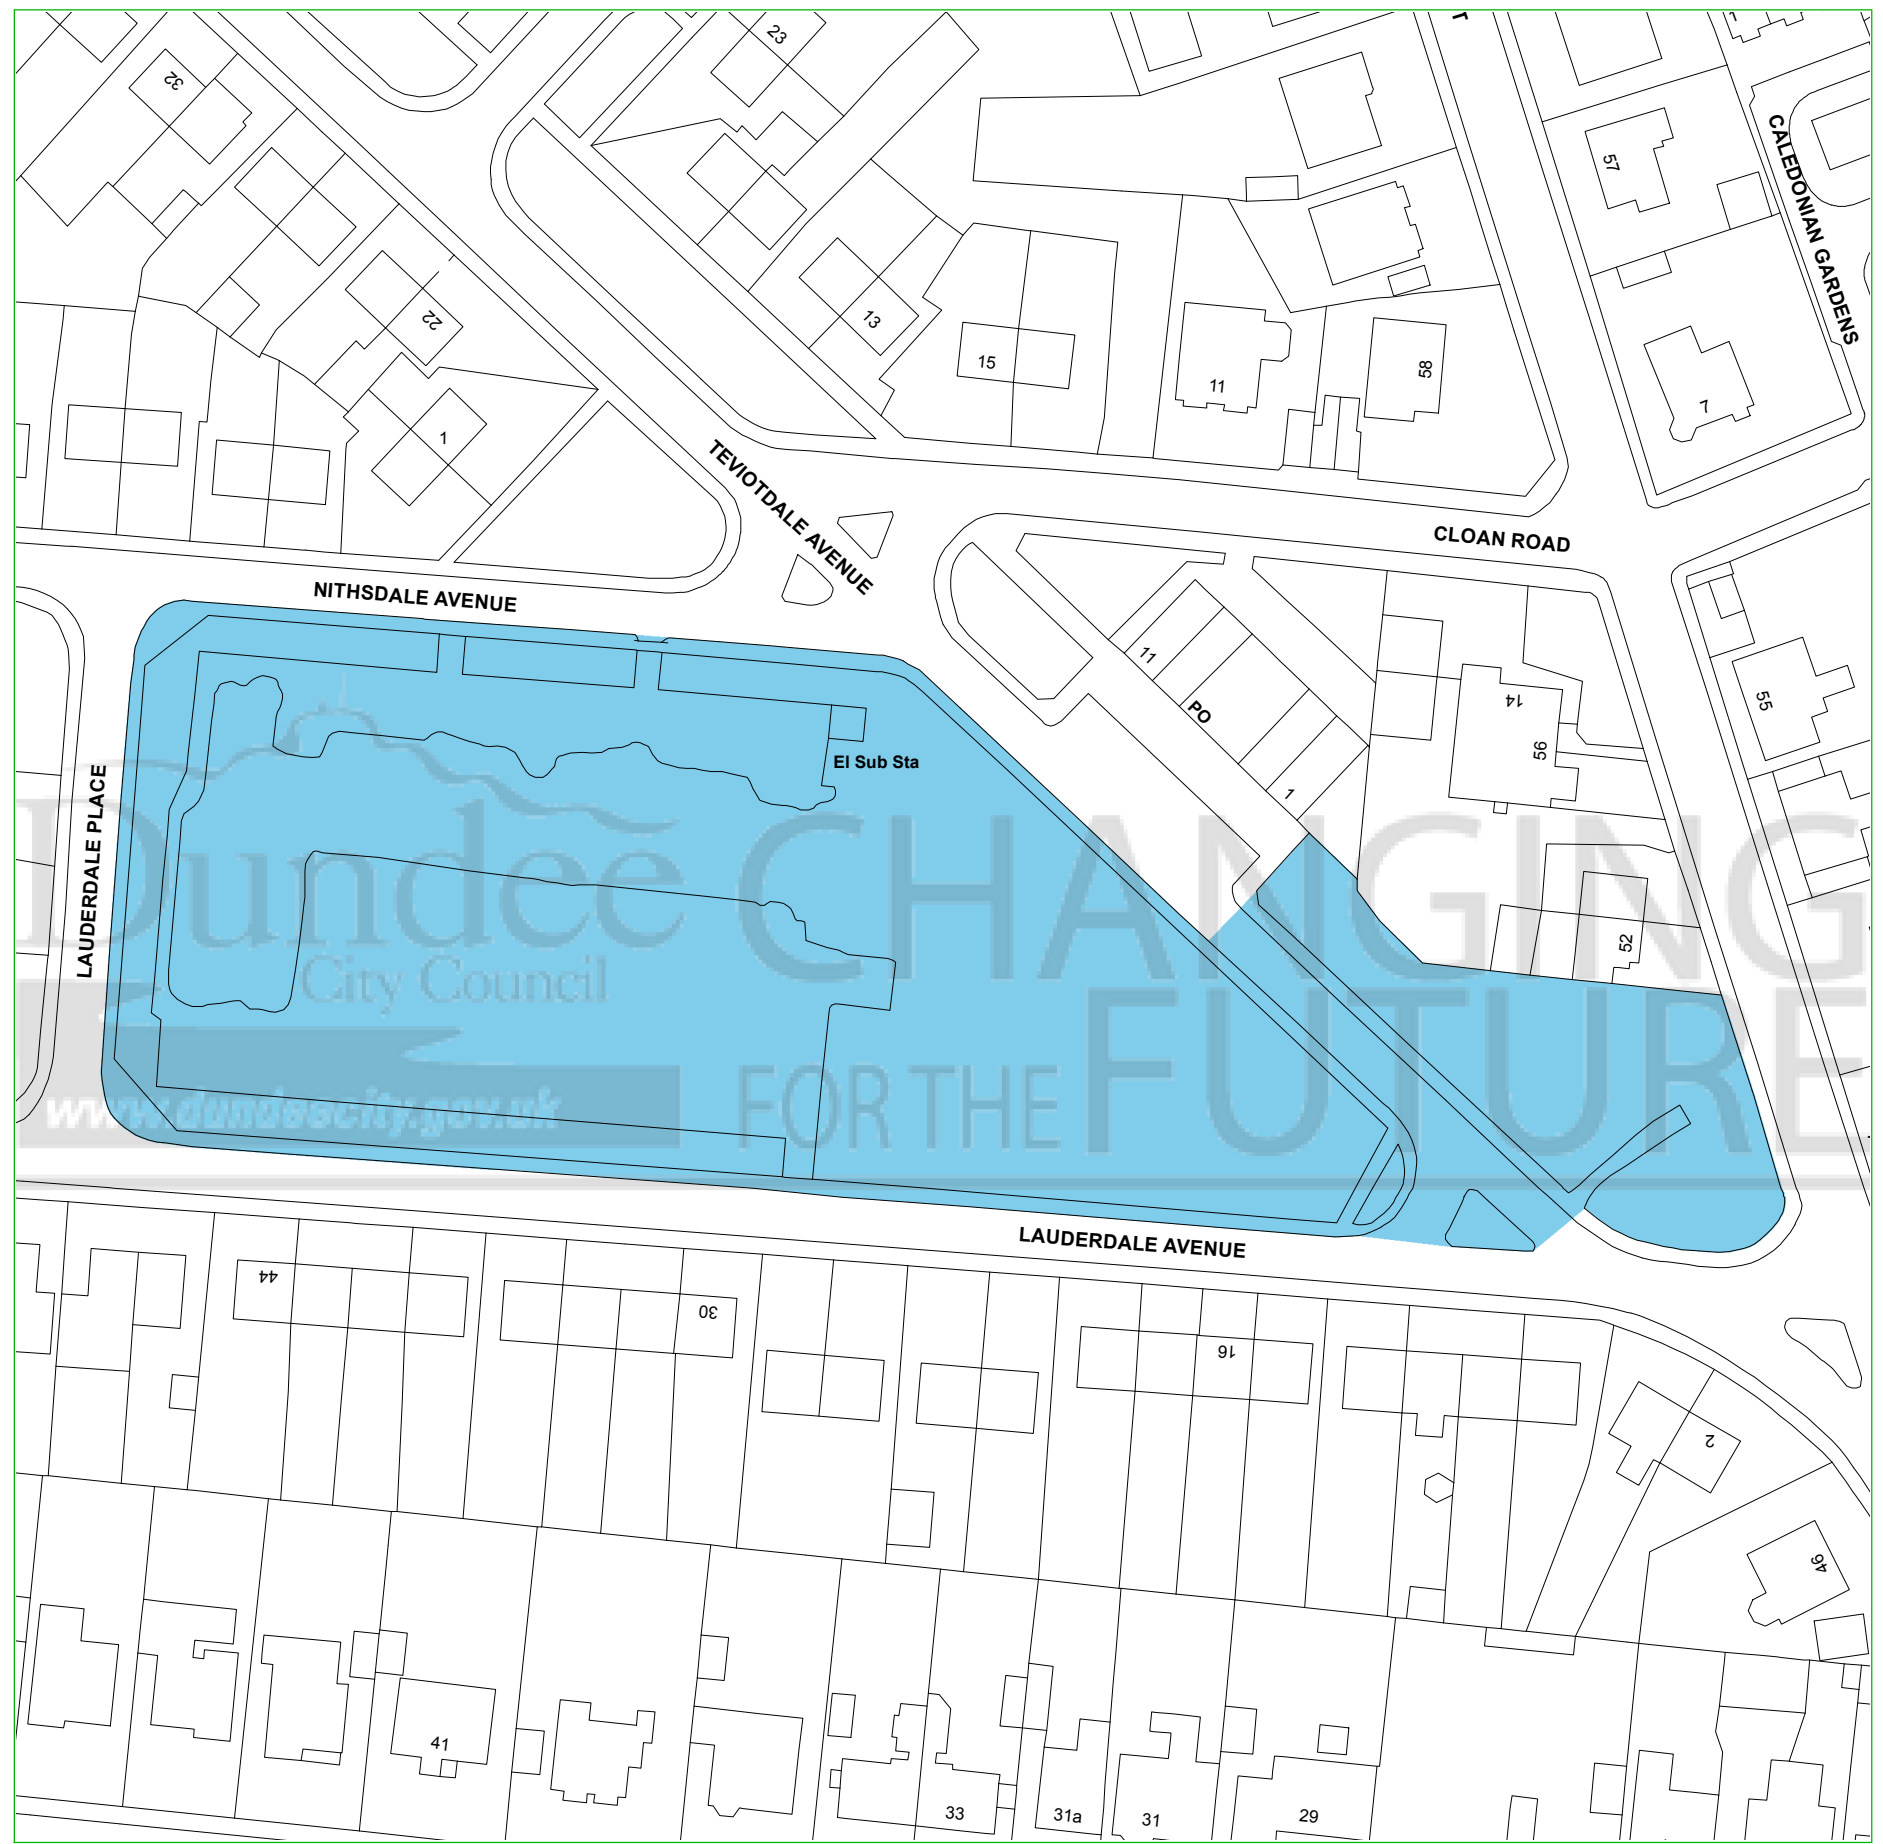 32
23
CALEDONIAN GARDENS
57
22
13
15
11
58
7
1
TEVIOTDALE AVENUE
CLOAN ROAD
NITHSDALE AVENUE
11
PO
14
56
55
El Sub Sta
1
LAUDERDALE PLACE
Dundee
City Council
www.dundeecity.gov.uk
CHANGING
FOR THE FUTURE
52
LAUDERDALE AVENUE
44
30
16
2
46
41
33
31a
31
29